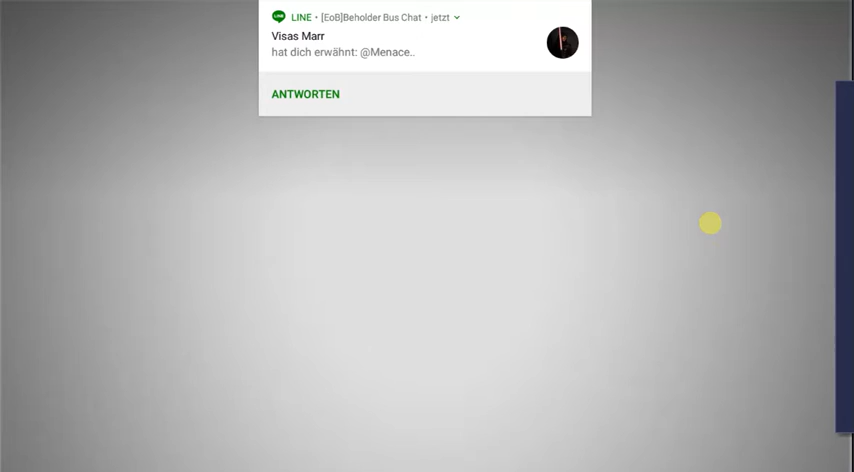 LINE • [EoB]Beholder Bus Chat • jetzt
Visas Marr
hat dich erwähnt: @Menace..
ANTWORTEN